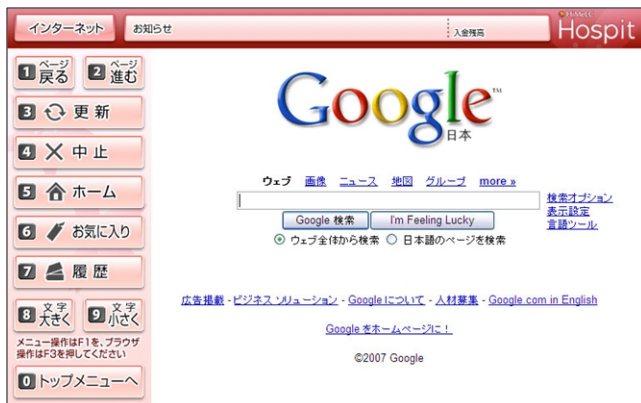 インターネット
お知らせ
入金残高
HiMeLC
Hospit
1 ページ戻る
2 ページ進む
3 更新
4 中止
5 ホーム
6 お気に入り
7 履歴
8 文字大きく
9 文字小さく
メニュー操作はF1を、ブラウザ
操作はF3を押してください
0 トップメニューへ
Google™
日本
ウェブ 画像 ニュース 地図 グループ more »
検索オプション
表示設定
言語ツール
Google 検索 I'm Feeling Lucky
ウェブ全体から検索 日本語のページを検索
広告掲載 - ビジネス ソリューション - Google について - 人材募集 - Google.com in English
Google をホームページに！
©2007 Google